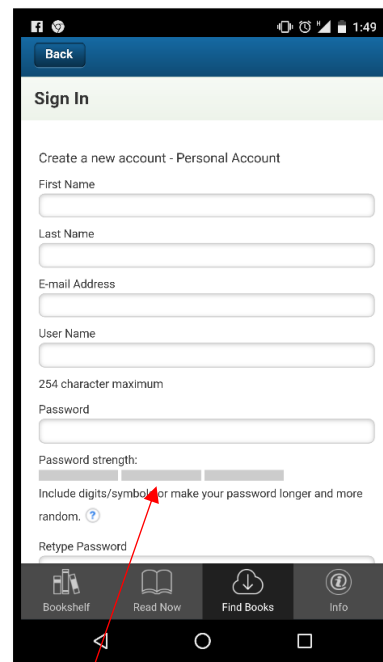 1:49
Back
Sign In
Create a new account - Personal Account
First Name
Last Name
E-mail Address
User Name
254 character maximum
Password
Password strength:
Include digits/symbols or make your password longer and more
random. ?
Retype Password
Bookshelf Read Now Find Books Info